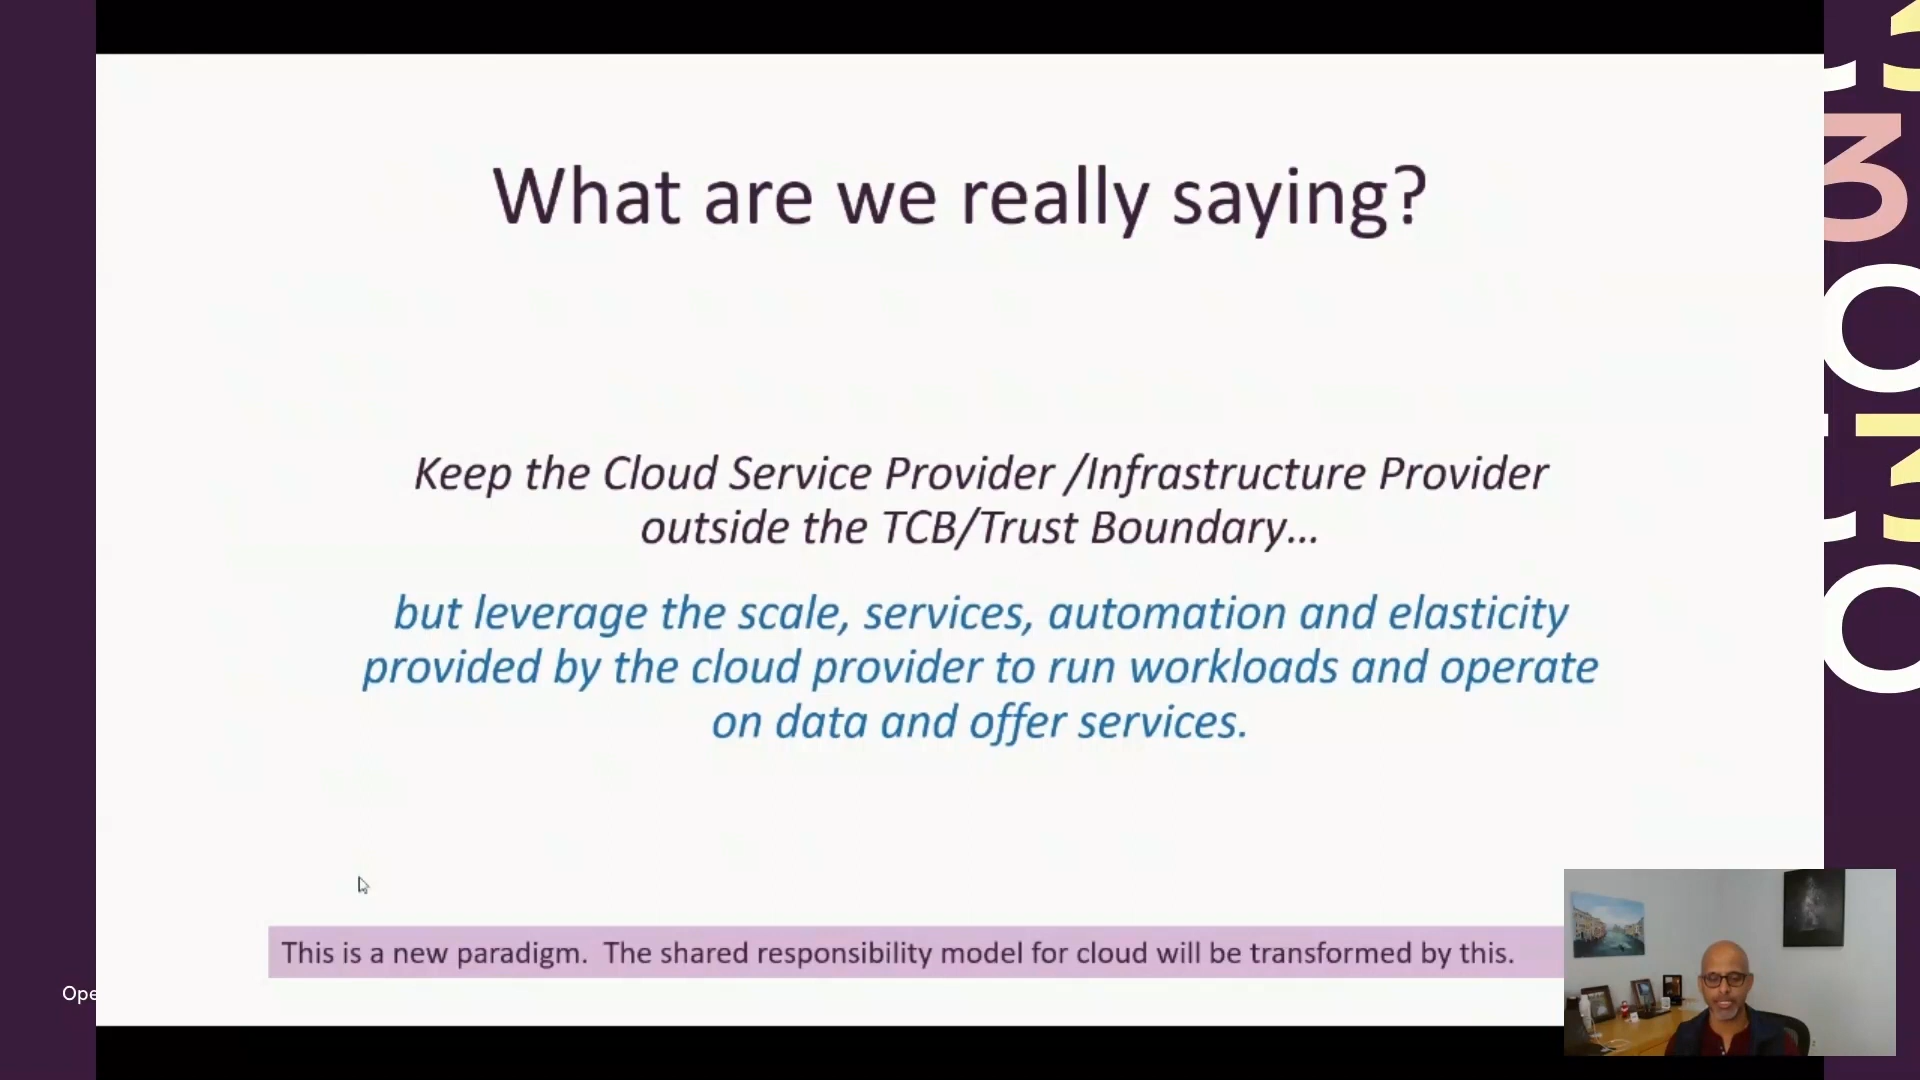 What are we really saying?
Keep the Cloud Service Provider /Infrastructure Provider
outside the TCB/Trust Boundary...
but leverage the scale, services, automation and elasticity
provided by the cloud provider to run workloads and operate
on data and offer services.
This is a new paradigm.  The shared responsibility model for cloud will be transformed by this.
Ope